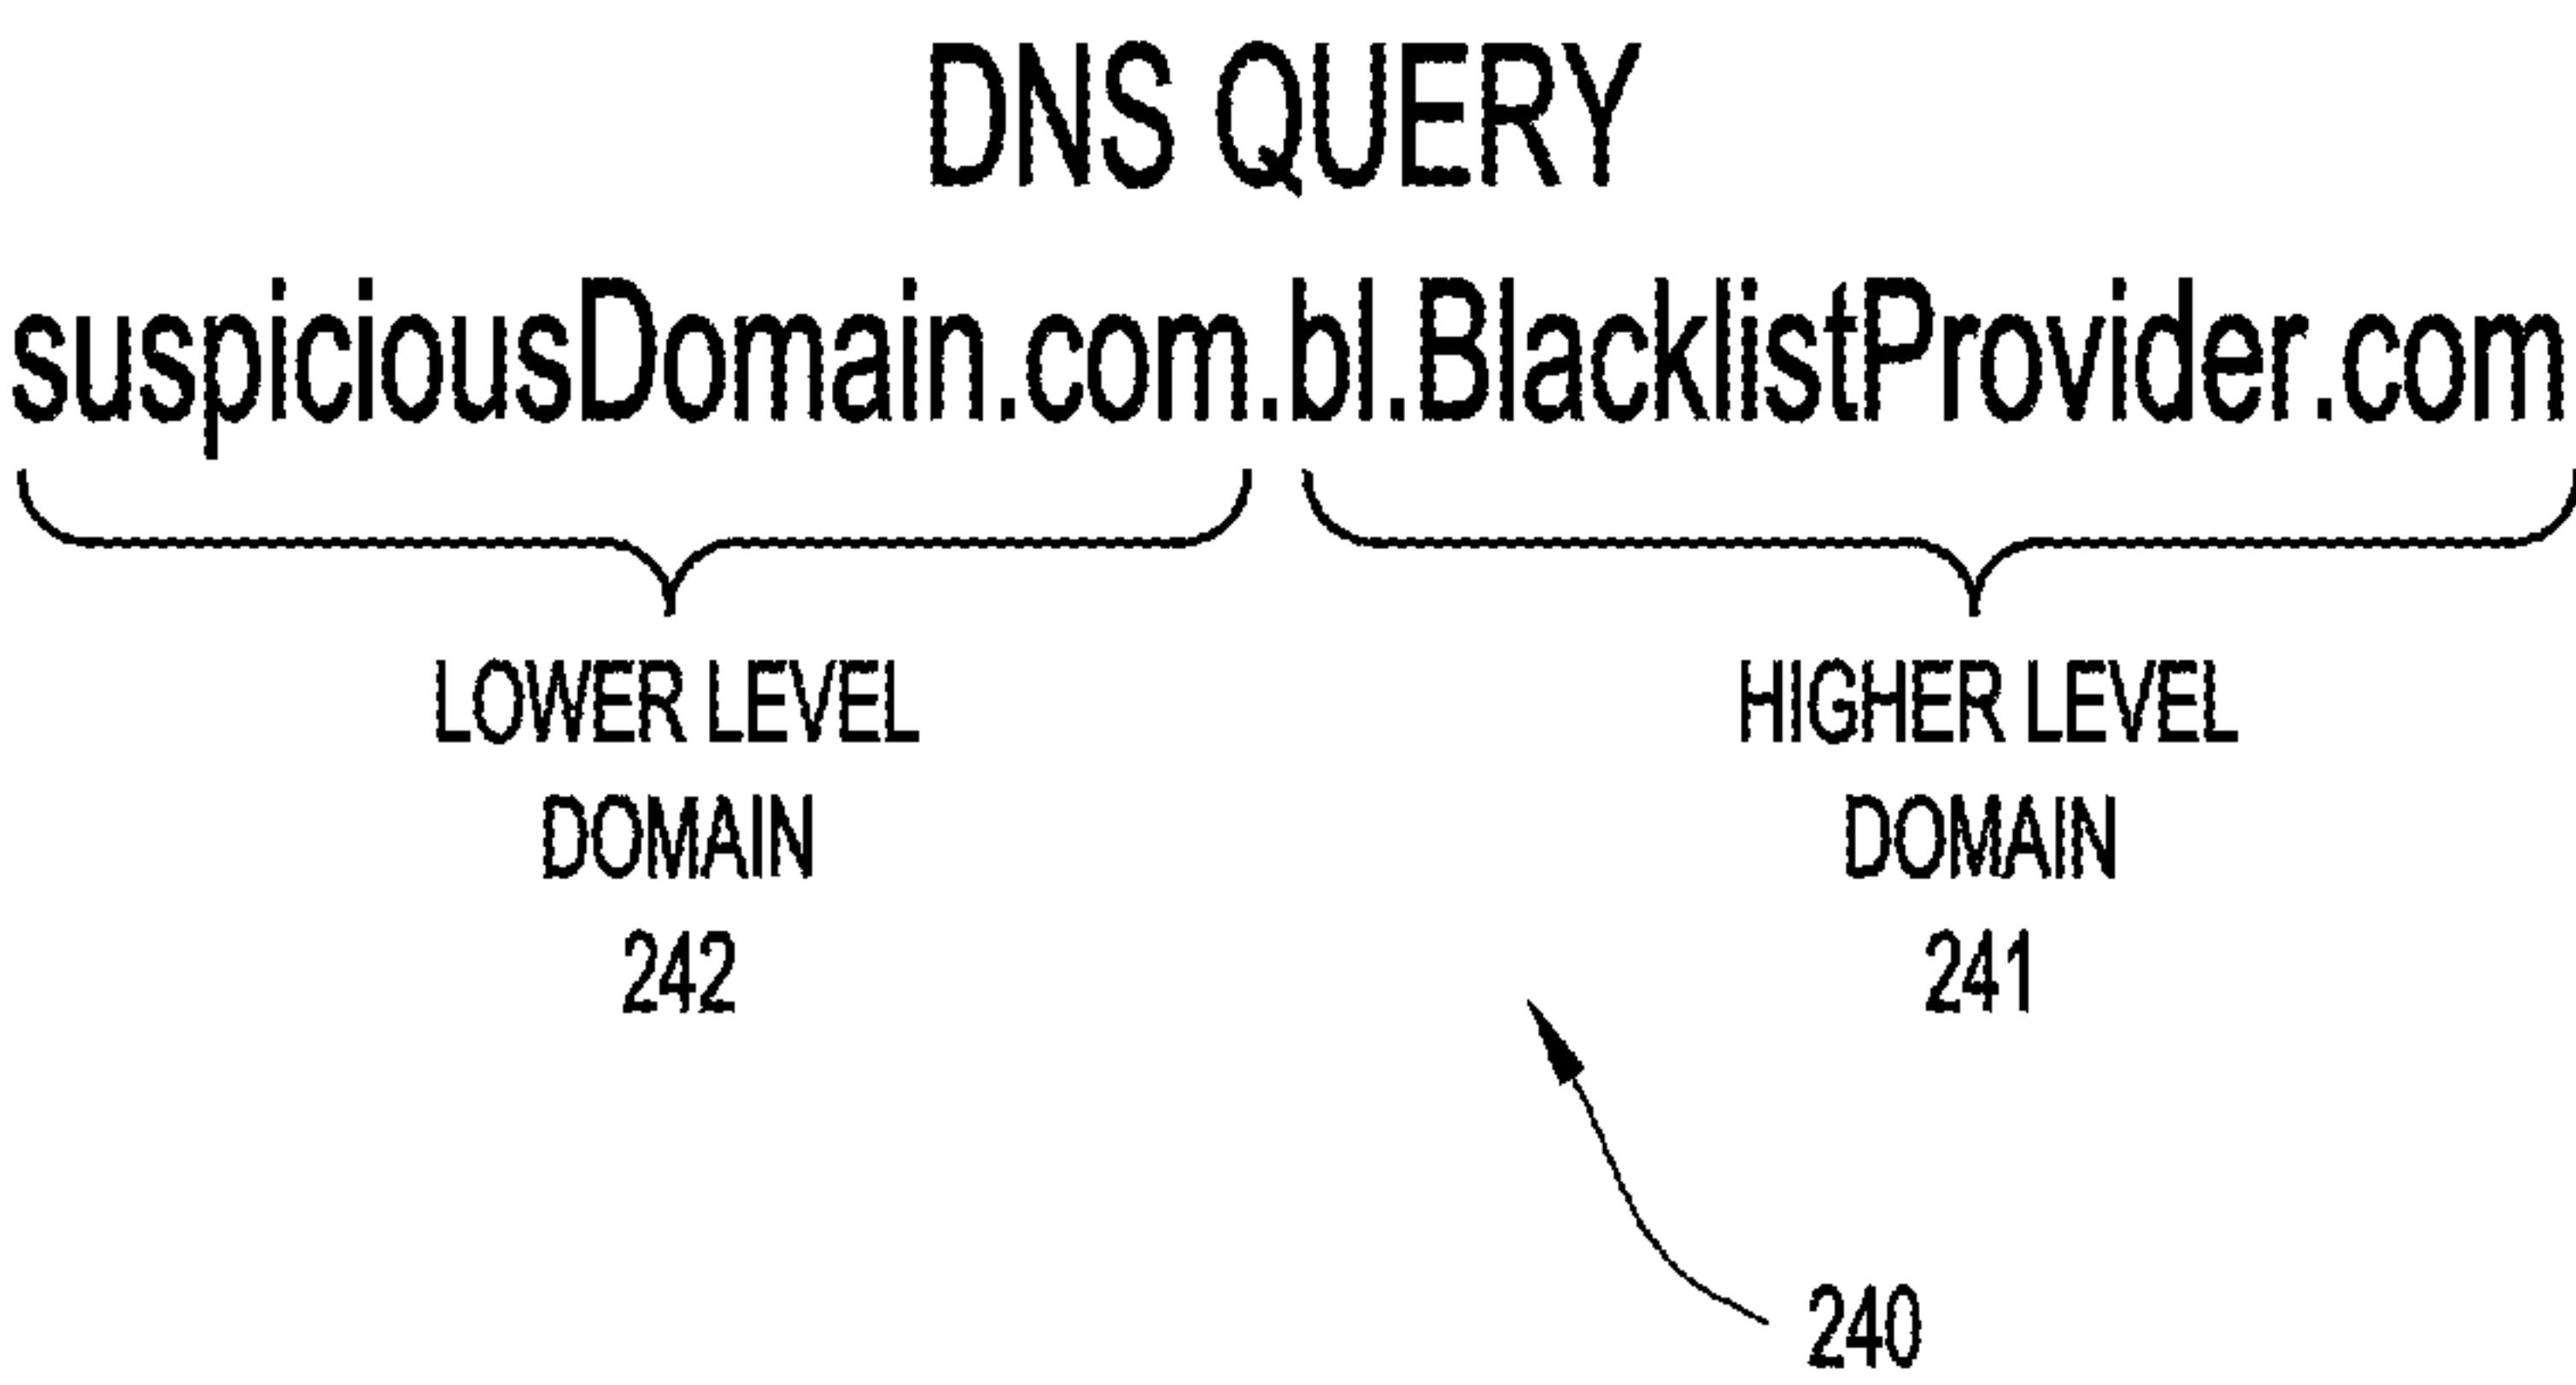 DNS QUERY
suspiciousDomain.com.bl.BlacklistProvider.com
LOWER LEVEL
DOMAIN
242
HIGHER LEVEL
DOMAIN
241
240